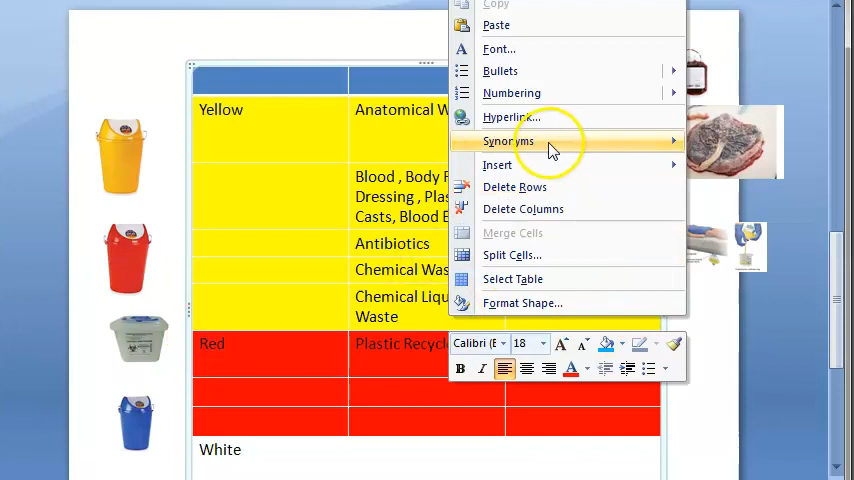 Copy
Paste
Font...
Bullets
Numbering
Hyperlink...
Synonyms
Insert
Delete Rows
Delete Columns
Merge Cells
Split Cells...
Select Table
Format Shape...
Calibri (E 18
B I A
Yellow Anatomical W
Blood , Body F
Dressing , Plas
Casts, Blood B
Antibiotics
Chemical Was
Chemical Liqu
Waste
Red Plastic Recycl
White